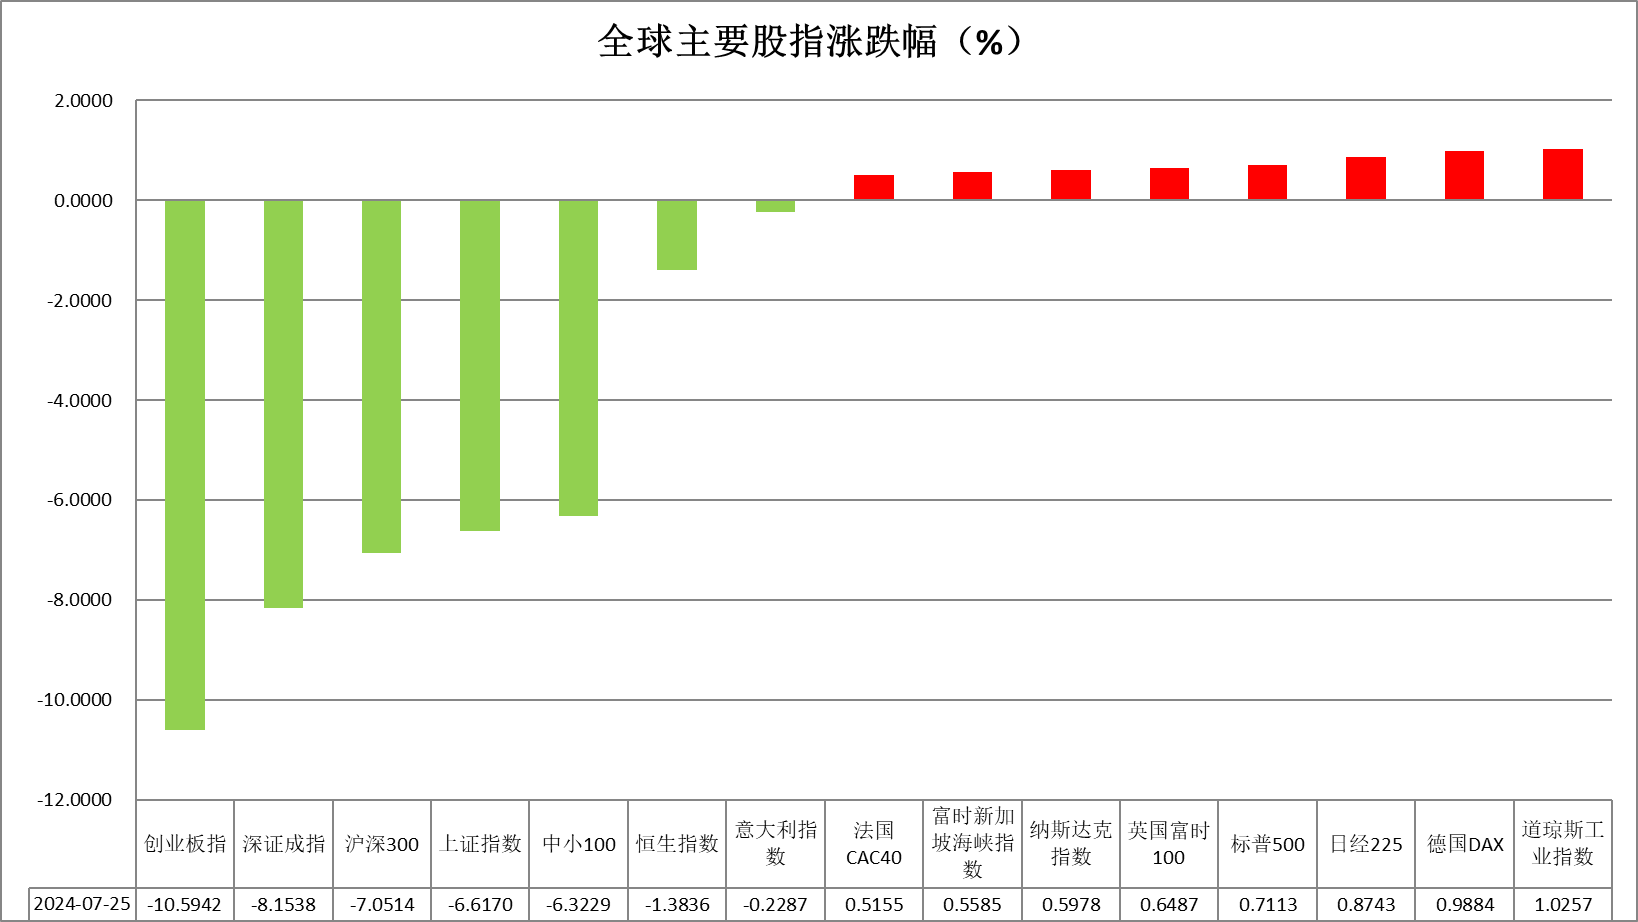 全球主要股指涨跌幅（%）
2.0000
0.0000
-2.0000
-4.0000
-6.0000
-8.0000
-10.0000
-12.0000
创业板指
深证成指
沪深300
上证指数
中小100
恒生指数
意大利指
数
法国
CAC40
富时新加
坡海峡指
数
纳斯达克
指数
英国富时
100
标普500
日经225
德国DAX
道琼斯工
业指数
2024-07-25 -10.5942 -8.1538 -7.0514 -6.6170 -6.3229 -1.3836 -0.2287 0.5155 0.5585 0.5978 0.6487 0.7113 0.8743 0.9884 1.0257